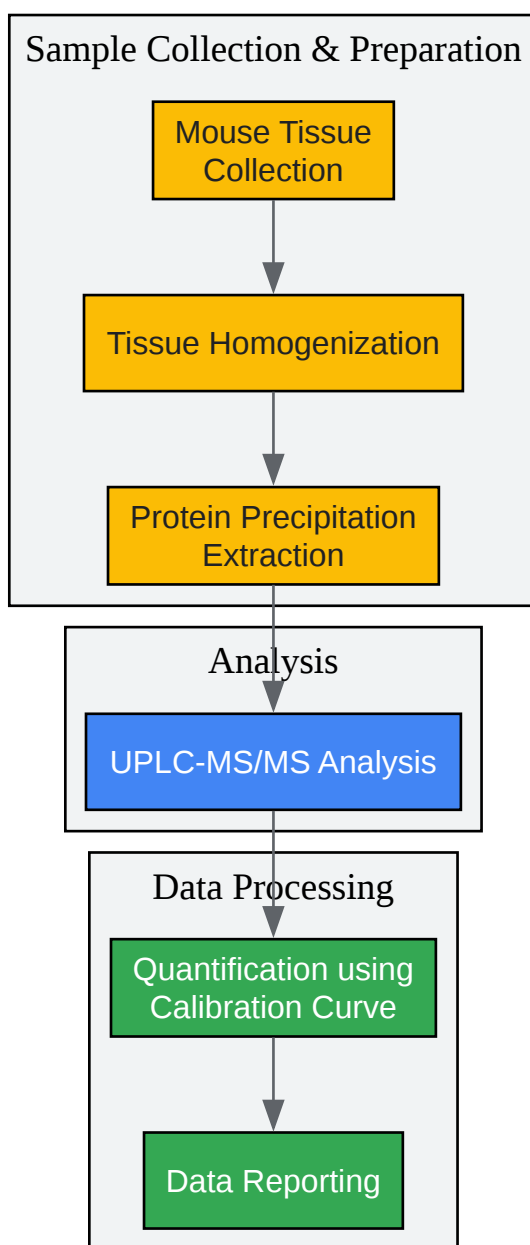 Sample Collection & Preparation
Mouse Tissue
Collection
Tissue Homogenization
Protein Precipitation
Extraction
Analysis
UPLC-MS/MS Analysis
Data Processing
Quantification using
Calibration Curve
Data Reporting